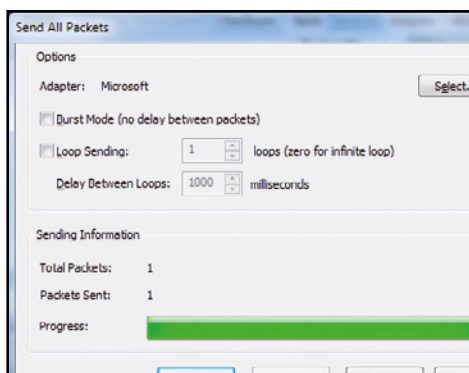 Send All Packets
Options
Adapter: Microsoft
Select.
Burst Mode (no delay between packets)
Loop Sending: 1 loops (zero for infinite loop)
Delay Between Loops: 1000 milliseconds
Sending Information
Total Packets: 1
Packets Sent: 1
Progress: